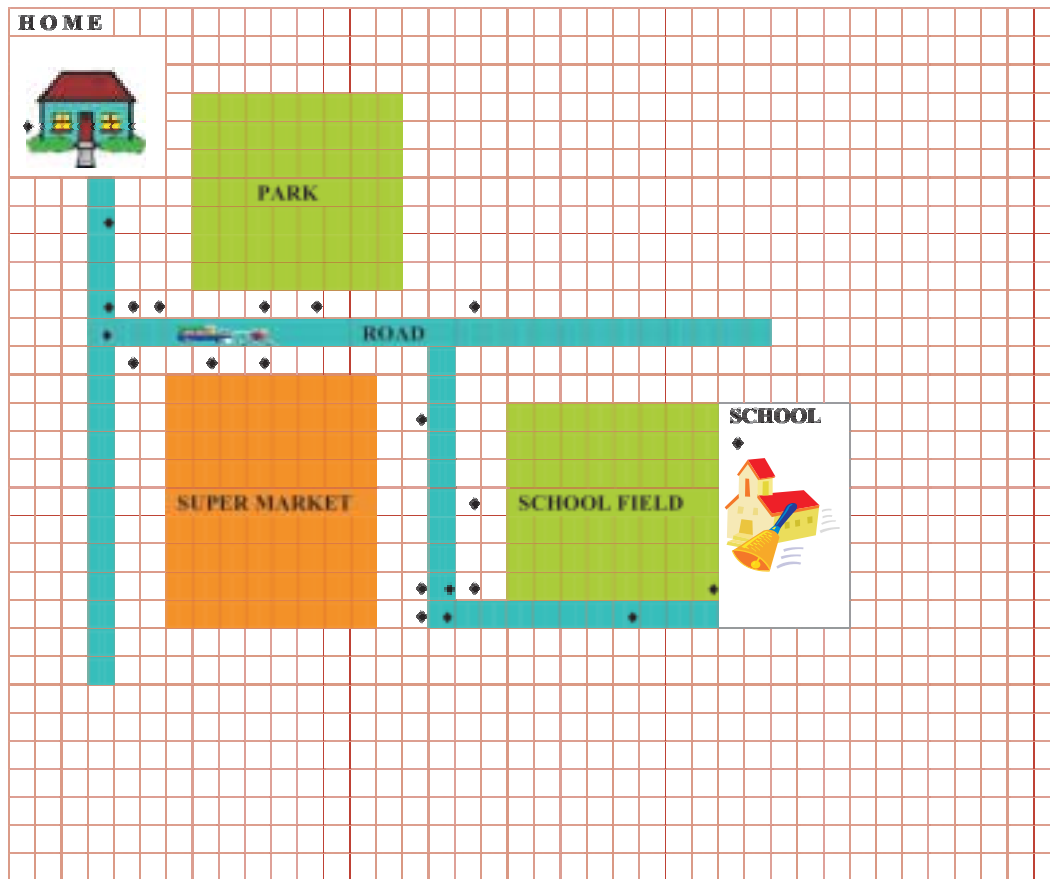 HOME
PARK
ROAD
SCHOOL
SUPER MARKET
SCHOOL FIELD